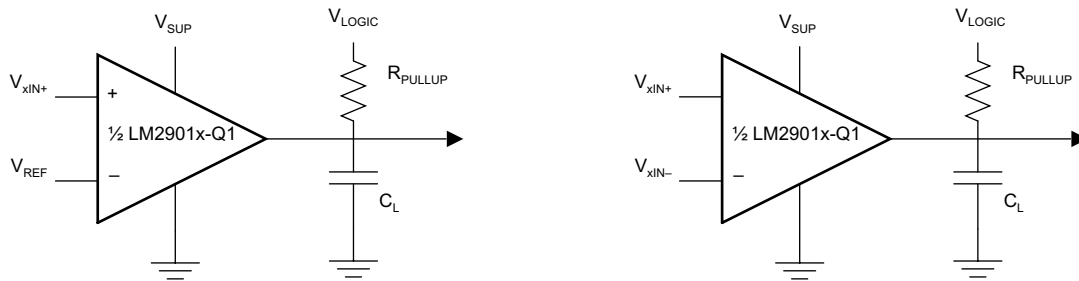 V_SUP
V_LOGIC
R_PULLUP
V_xIN+
+
½ LM2901x-Q1
V_REF
–
C_L
V_SUP
V_LOGIC
R_PULLUP
V_xIN+
+
½ LM2901x-Q1
V_xIN–
–
C_L